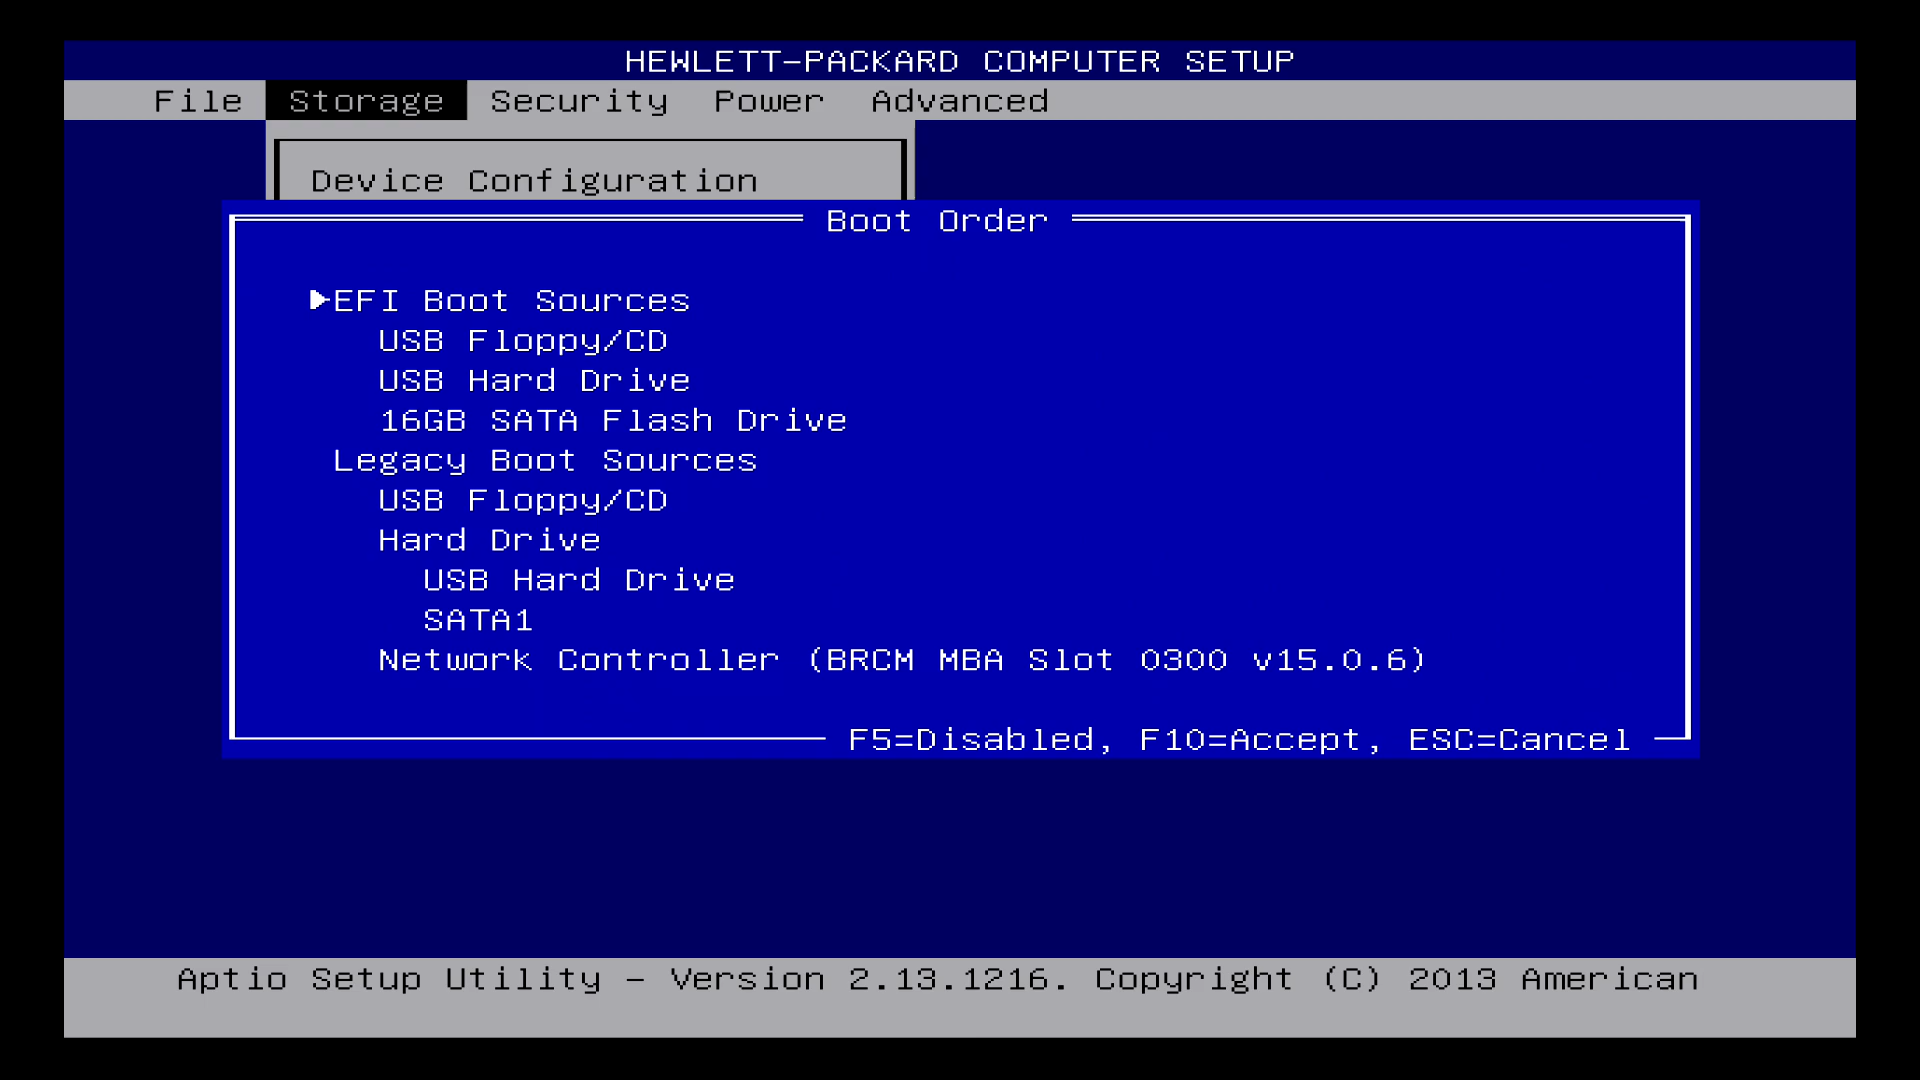 HEWLETT-PACKARD COMPUTER SETUP
File Storage Security Power Advanced
Device Configuration
Boot Order
EFI Boot Sources
USB Floppy/CD
USB Hard Drive
16GB SATA Flash Drive
Legacy Boot Sources
USB Floppy/CD
Hard Drive
USB Hard Drive
SATA1
Network Controller (BRCM MBA Slot 0300 v15.0.6)
F5=Disabled, F10=Accept, ESC=Cancel
Aptio Setup Utility - Version 2.13.1216. Copyright (C) 2013 American